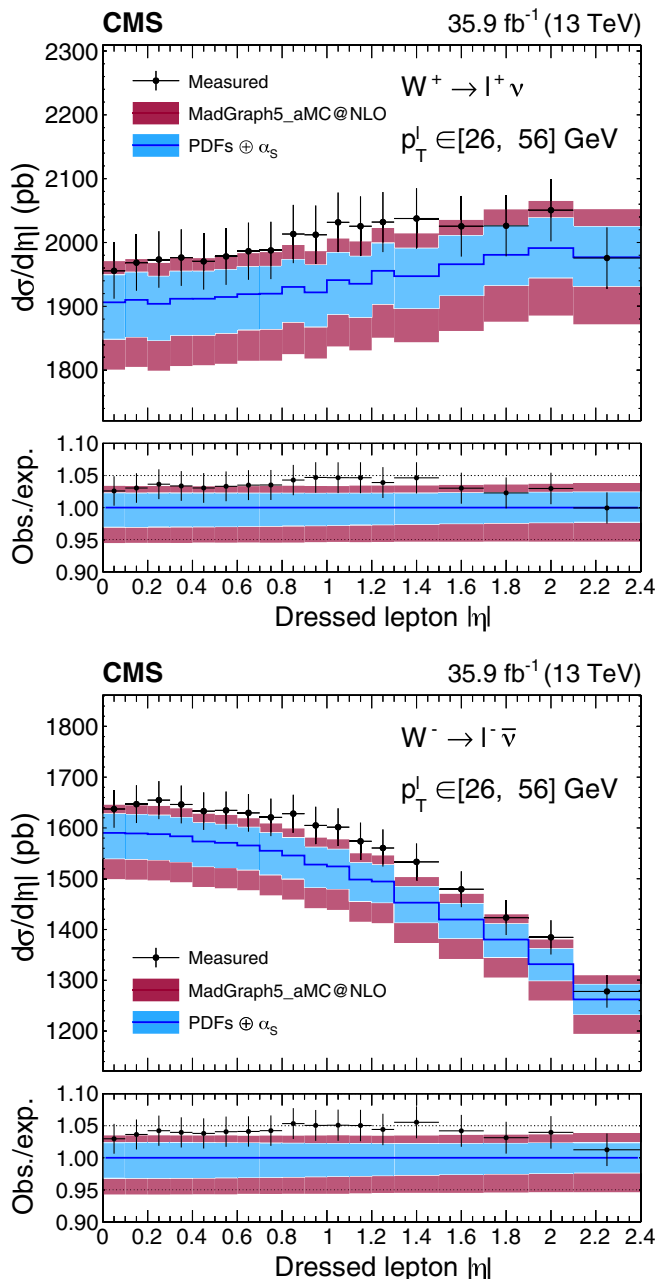 CMS 35.9 fb⁻¹ (13 TeV)
2300
2200
2100
2000
1900
1800
dσ/d|η| (pb)
Measured
MadGraph5_aMC@NLO
PDFs ⊕ αₛ
W⁺ → l⁺ ν
p_T^l ∈[26, 56] GeV
1.10
1.05
1.00
0.95
0.90
Obs./exp.
0 0.2 0.4 0.6 0.8 1 1.2 1.4 1.6 1.8 2 2.2 2.4
Dressed lepton |η|
CMS 35.9 fb⁻¹ (13 TeV)
1800
1700
1600
1500
1400
1300
1200
dσ/d|η| (pb)
W⁻ → l⁻ ν̄
p_T^l ∈[26, 56] GeV
Measured
MadGraph5_aMC@NLO
PDFs ⊕ αₛ
1.10
1.05
1.00
0.95
0.90
Obs./exp.
0 0.2 0.4 0.6 0.8 1 1.2 1.4 1.6 1.8 2 2.2 2.4
Dressed lepton |η|